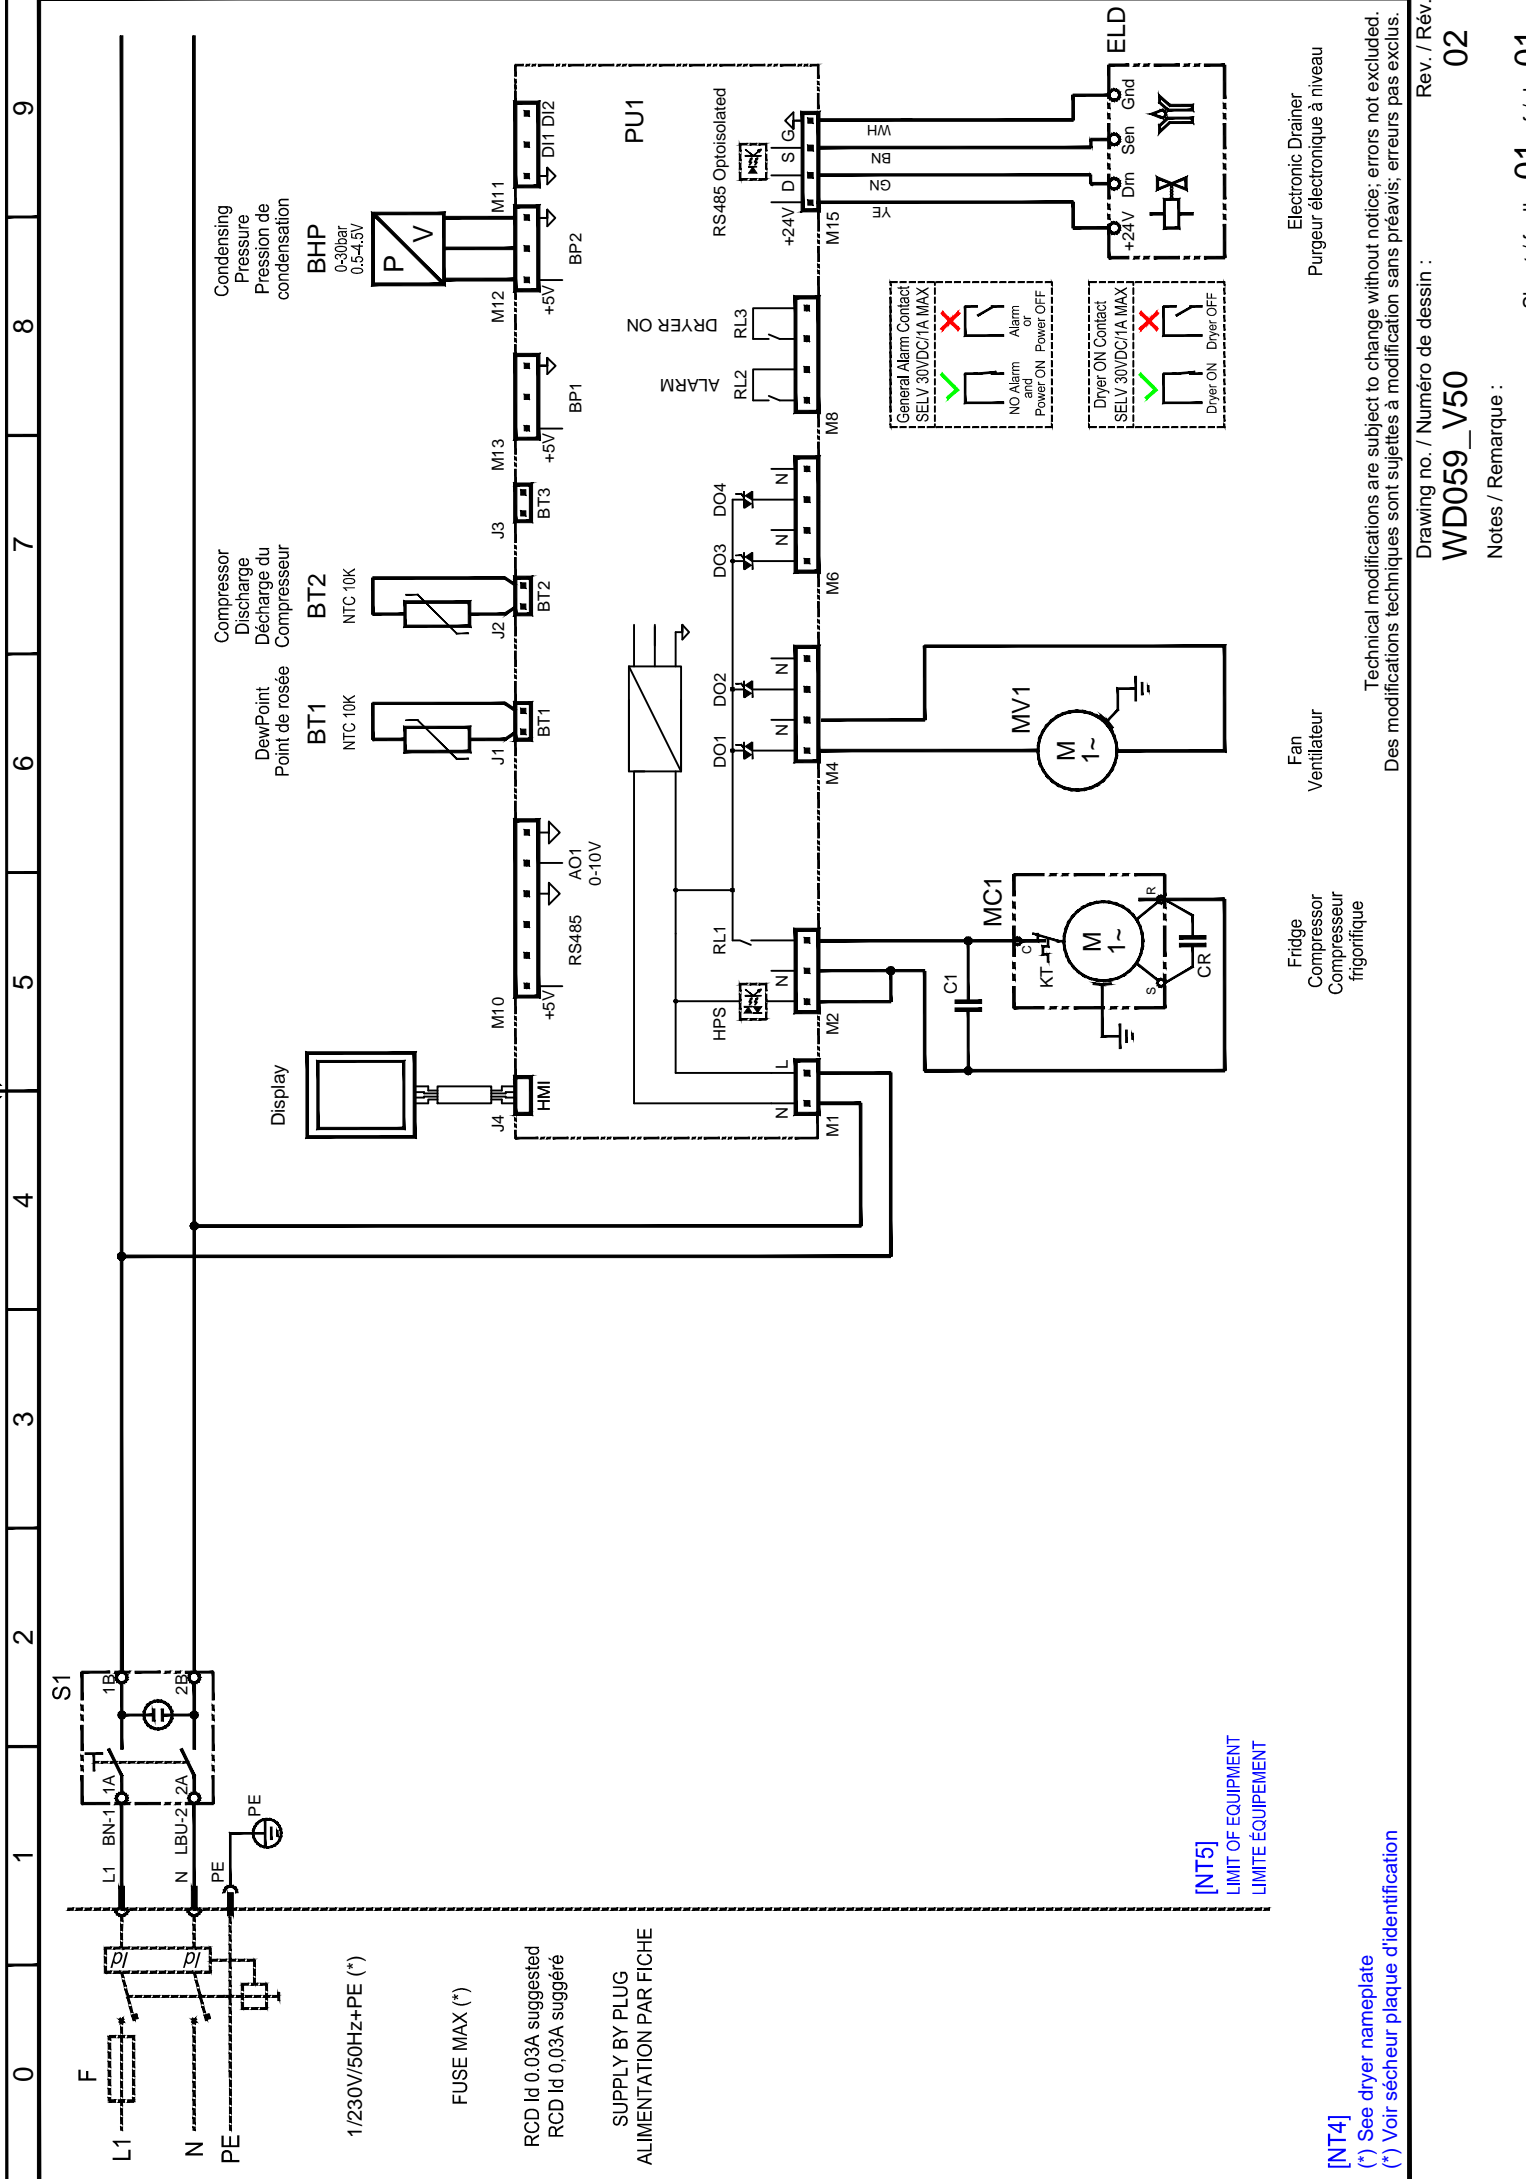 0
1
2
3
4
5
6
7
8
9
L1
N
PE
F
Id
Id
L1
BN-1
N
LBU-2
PE
PE
S1
1A
2A
1B
2B
1/230V/50Hz+PE (*)
FUSE MAX (*)
RCD Id 0.03A suggested
RCD Id 0,03A suggéré
SUPPLY BY PLUG
ALIMENTATION PAR FICHE
[NT5]
LIMIT OF EQUIPMENT
LIMITE ÉQUIPEMENT
[NT4]
(*) See dryer nameplate
(*) Voir sécheur plaque d'identification
Display
J4
HMI
M10
+5V
RS485
AO1
0-10V
DewPoint
Point de rosée
BT1
NTC 10K
J1
BT1
Compressor
Discharge
Décharge du
Compresseur
BT2
NTC 10K
J2
BT2
J3
BT3
M13
+5V
BP1
Condensing
Pressure
Pression de
condensation
BHP
0-30bar
0.5-4.5V
P
V
M12
+5V
BP2
M11
DI1
DI2
PU1
RS485 Optoisolated
+24V
D
S
G
M15
ALARM
DRYER ON
RL2
RL3
M8
DO3
DO4
N
N
M6
DO1
DO2
N
N
M4
HPS
RL1
N
M2
N
L
M1
YE
GN
BN
WH
ELD
+24V
Drn
Sen
Gnd
General Alarm Contact
SELV 30VDC/1A MAX
NO Alarm
and
Power ON
Alarm
or
Power OFF
Dryer ON Contact
SELV 30VDC/1A MAX
Dryer ON
Dryer OFF
C1
MC1
C
KT
M
1~
S
R
CR
MV1
M
1~
Fridge
Compressor
Compresseur
frigorifique
Fan
Ventilateur
Electronic Drainer
Purgeur électronique à niveau
Technical modifications are subject to change without notice; errors not excluded.
Des modifications techniques sont sujettes à modification sans préavis; erreurs pas exclus.
Drawing no. / Numéro de dessin :
WD059_V50
Rev. / Rév.
02
Notes / Remarque :